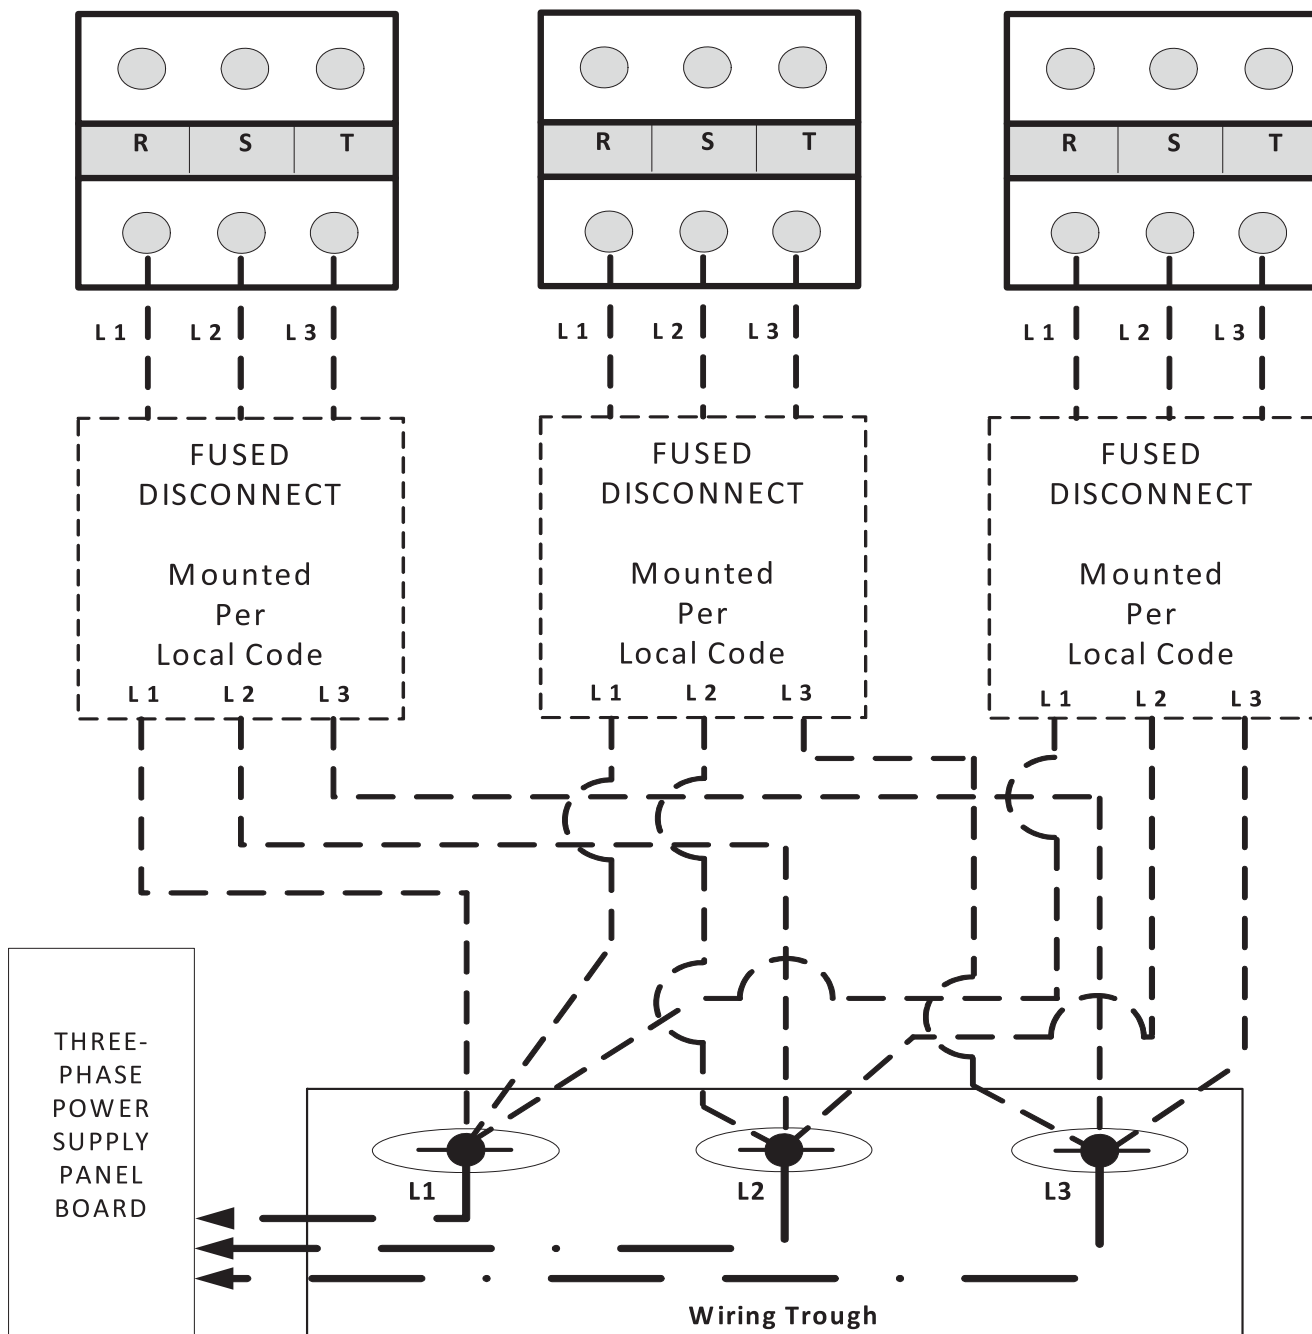 R S T
R S T
R S T
L 1 L 2 L 3
L 1 L 2 L 3
L 1 L 2 L 3
FUSED
DISCONNECT
Mounted
Per
Local Code
L 1 L 2 L 3
FUSED
DISCONNECT
Mounted
Per
Local Code
L 1 L 2 L 3
FUSED
DISCONNECT
Mounted
Per
Local Code
L 1 L 2 L 3
THREE-
PHASE
POWER
SUPPLY
PANEL
BOARD
L1 L2 L3
Wiring Trough